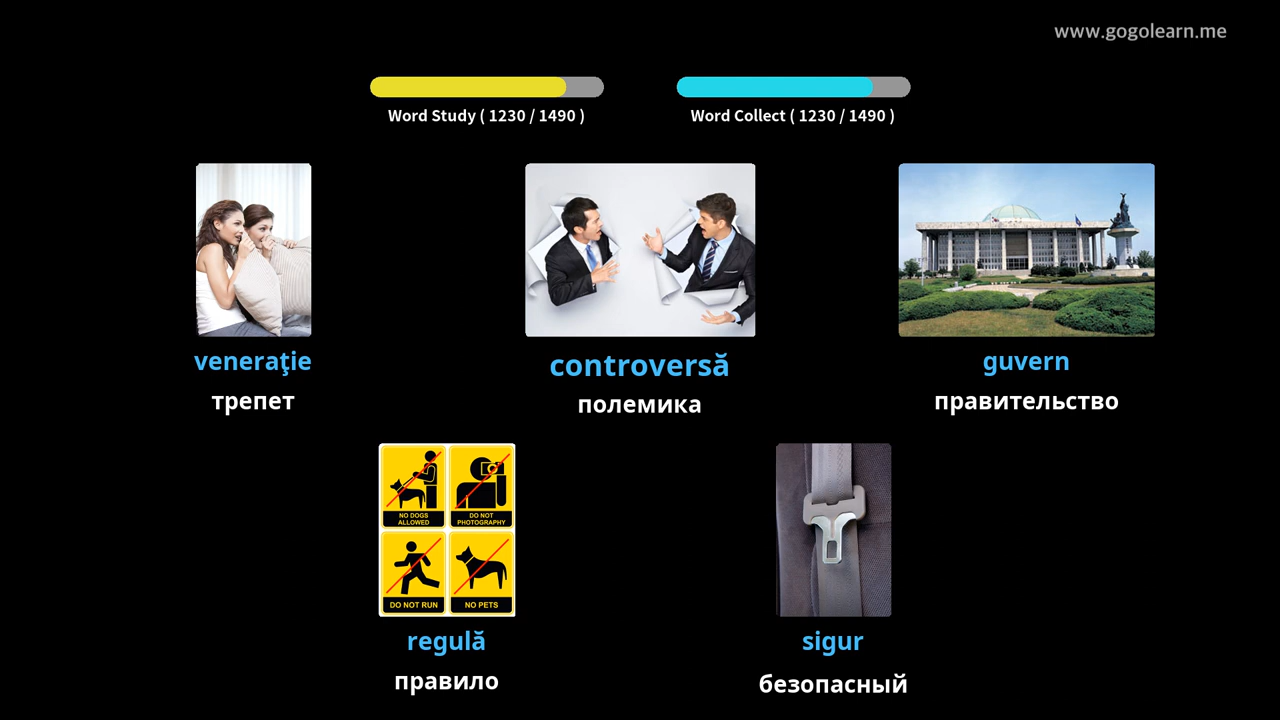 www.gogolearn.me
Word Study ( 1230 / 1490 )
Word Collect ( 1230 / 1490 )
veneraţie
трепет
controversă
полемика
guvern
правительство
NO DOGS
ALLOWED
DO NOT
PHOTOGRAPHY
DO NOT RUN
NO PETS
regulă
правило
sigur
безопасный